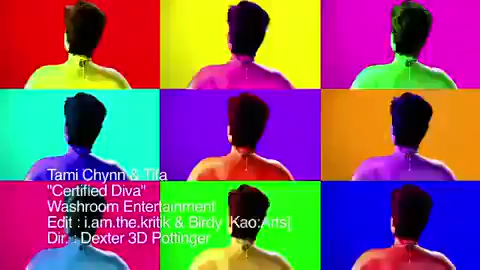 Tami Chynn & Tifa
"Certified Diva"
Washroom Entertainment
Edit : i.am.the.kritik & Birdy [Kao:Arts]
Dir. : Dexter 3D Pottinger